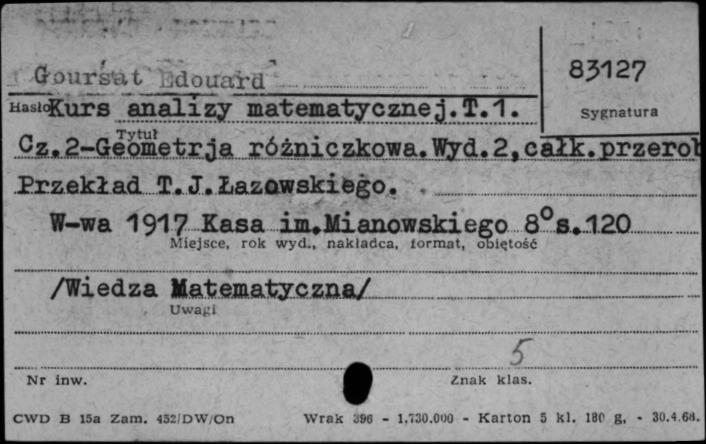 Goursat Edouard
83127
Hasło Kurs analizy matematycznej.T.1.
Sygnatura
Tytuł
Cz.2-Geometrja różniczkowa.Wyd.2,całk.przerob
Przekład T.J.Łazowskiego.
W-wa 1917 Kasa im.Mianowskiego 8°s.120
Miejsce, rok wyd., nakładca, format, objętość
/Wiedza Matematyczna/
Uwagi
5
Nr inw.
Znak klas.
CWD B 15a Zam. 452/DW/On Wrak 396 - 1,730.000 - Karton 5 kl. 180 g, - 30.4.68.